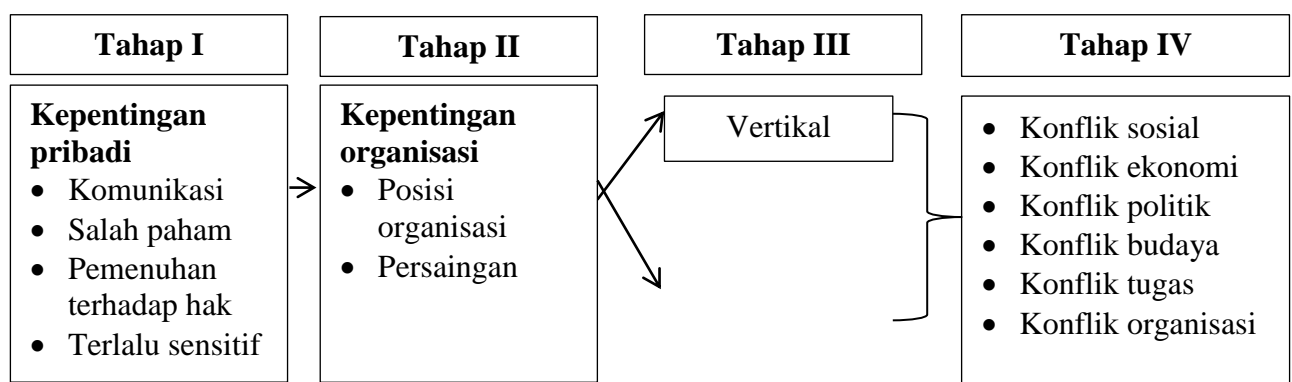 Tahap I
Tahap II
Tahap III
Tahap IV
Kepentingan
pribadi
• Komunikasi
• Salah paham
• Pemenuhan
terhadap hak
• Terlalu sensitif
Kepentingan
organisasi
• Posisi
organisasi
• Persaingan
Vertikal
• Konflik sosial
• Konflik ekonomi
• Konflik politik
• Konflik budaya
• Konflik tugas
• Konflik organisasi